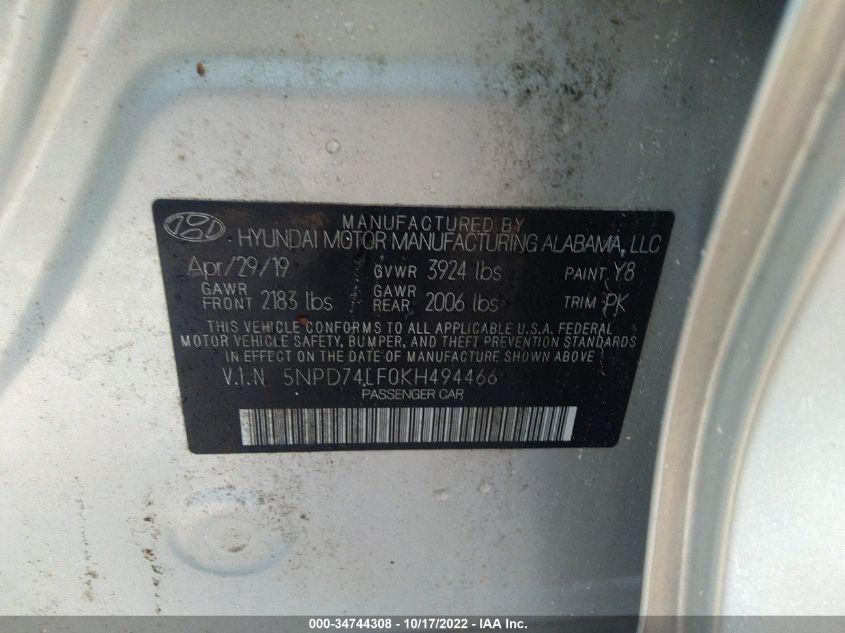 MANUFACTURED BY
HYUNDAI MOTOR MANUFACTURING ALABAMA, LLC
Apr/29/19 GVWR 3924 lbs PAINT Y8
GAWR FRONT 2183 lbs GAWR REAR 2006 lbs TRIM PK
THIS VEHICLE CONFORMS TO ALL APPLICABLE U.S.A. FEDERAL
MOTOR VEHICLE SAFETY, BUMPER, AND THEFT PREVENTION STANDARDS
IN EFFECT ON THE DATE OF MANUFACTURE SHOWN ABOVE
V.I.N 5NPD74LF0KH494466
PASSENGER CAR
000-34744308 - 10/17/2022 - IAA Inc.